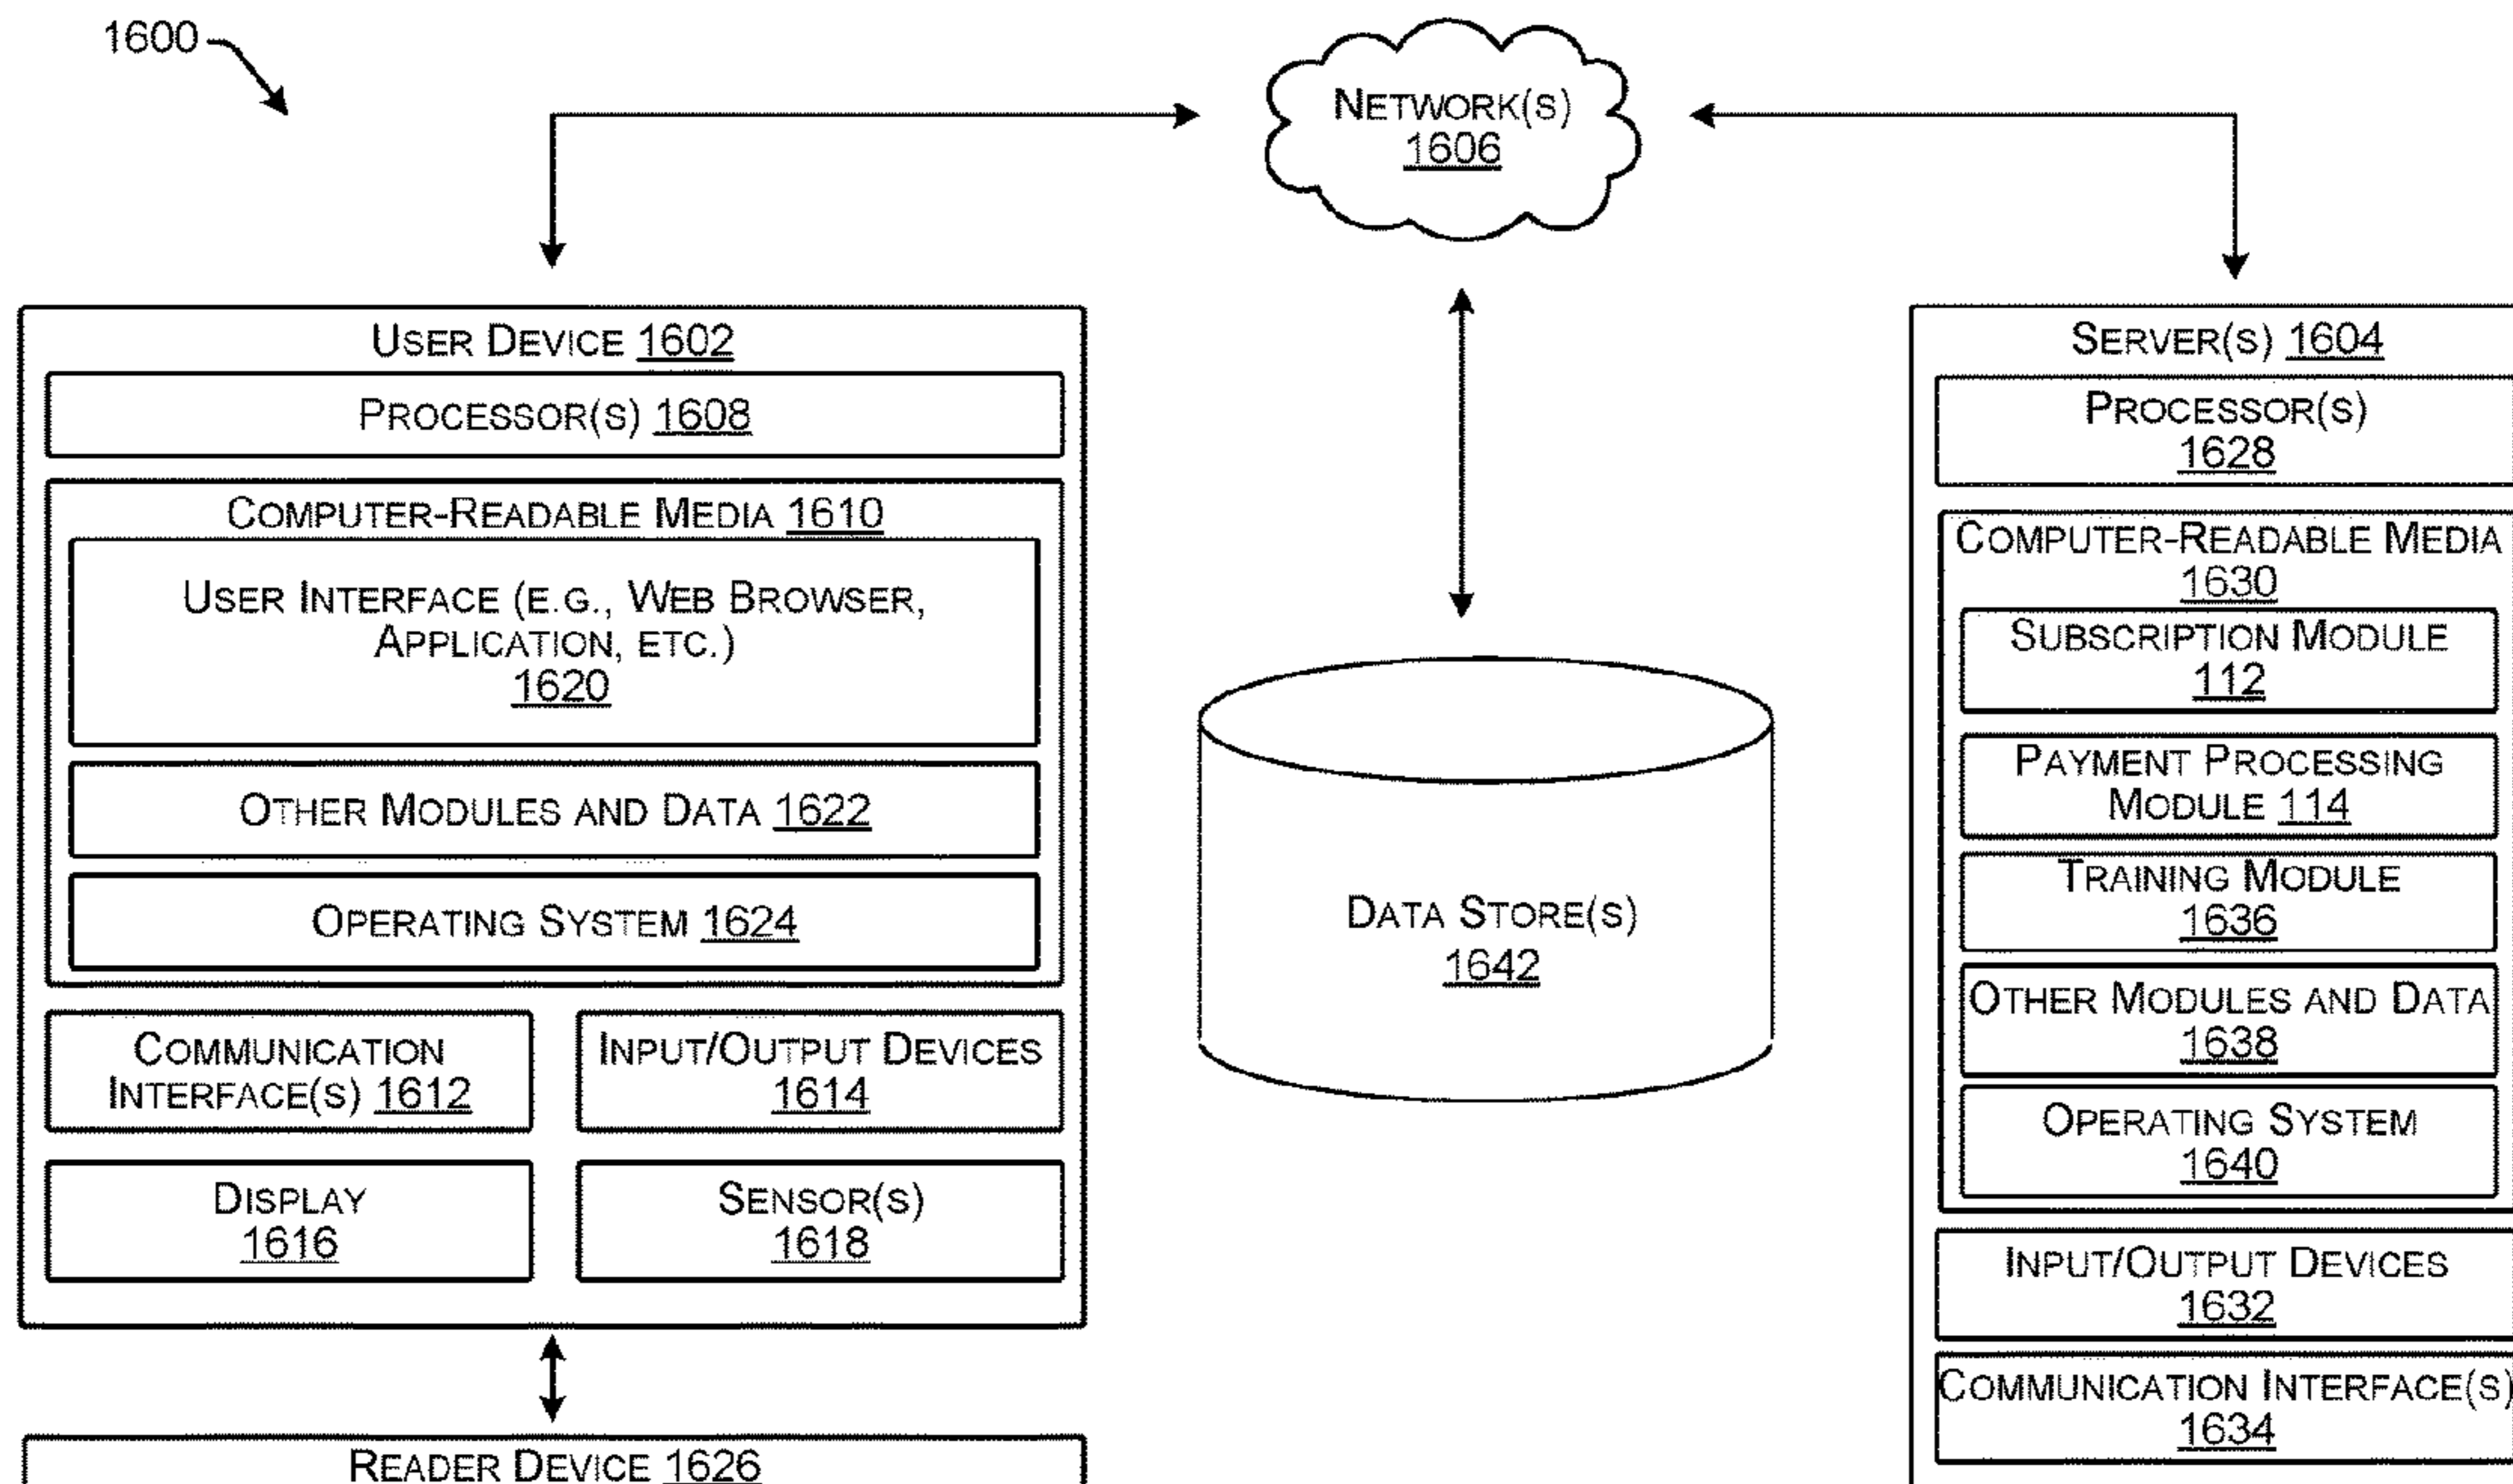 1600
NETWORK(S)
1606
USER DEVICE 1602
PROCESSOR(S) 1608
COMPUTER-READABLE MEDIA 1610
USER INTERFACE (E.G., WEB BROWSER,
APPLICATION, ETC.)
1620
OTHER MODULES AND DATA 1622
OPERATING SYSTEM 1624
COMMUNICATION
INTERFACE(S) 1612
INPUT/OUTPUT DEVICES
1614
DISPLAY
1616
SENSOR(S)
1618
READER DEVICE 1626
DATA STORE(S)
1642
SERVER(S) 1604
PROCESSOR(S)
1628
COMPUTER-READABLE MEDIA
1630
SUBSCRIPTION MODULE
112
PAYMENT PROCESSING
MODULE 114
TRAINING MODULE
1636
OTHER MODULES AND DATA
1638
OPERATING SYSTEM
1640
INPUT/OUTPUT DEVICES
1632
COMMUNICATION INTERFACE(S)
1634